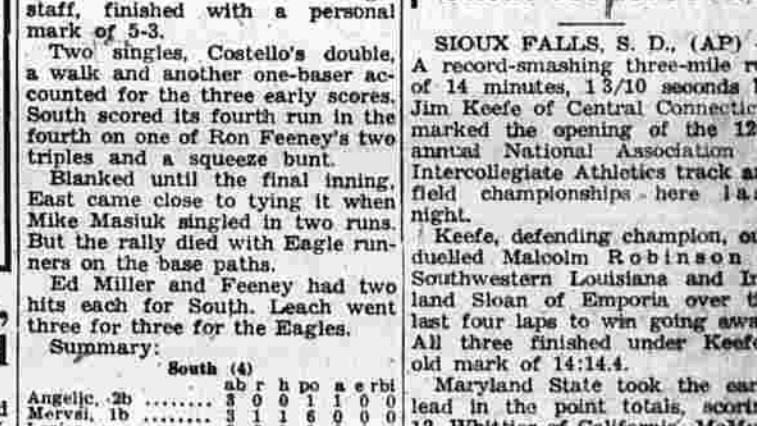 staff, finished with a personal
mark of 5-3.
Two singles, Costello's double,
a walk and another one-baser ac-
counted for the three early scores.
South scored its fourth run in the
fourth on one of Ron Feeney's two
triples and a squeeze bunt.
Blanked until the final inning,
East came close to tying it when
Mike Masiuk singled in two runs.
But the rally died with Eagle run-
ners on the base paths.
Ed Miller and Feeney had two
hits each for South. Leach went
three for three for the Eagles.
Summary:
South (4)
ab r h po a e rbi
Angelic, 2b ........ 3 0 0 1 1 0 0
Mervsi, 1b ........ 3 1 1 6 0 0 0
SIOUX FALLS, S. D., (AP)
A record-smashing three-mile
of 14 minutes, 1 3/10 seconds
Jim Keefe of Central Connectic
marked the opening of the 12
annual National Association
Intercollegiate Athletics track
field championships here las
night.
Keefe, defending champion,
duelled Malcolm Robinson
Southwestern Louisiana and
land Sloan of Emporia over
last four laps to win going
All three finished under Keefe
old mark of 14:14.4.
Maryland State took the
lead in the point totals,